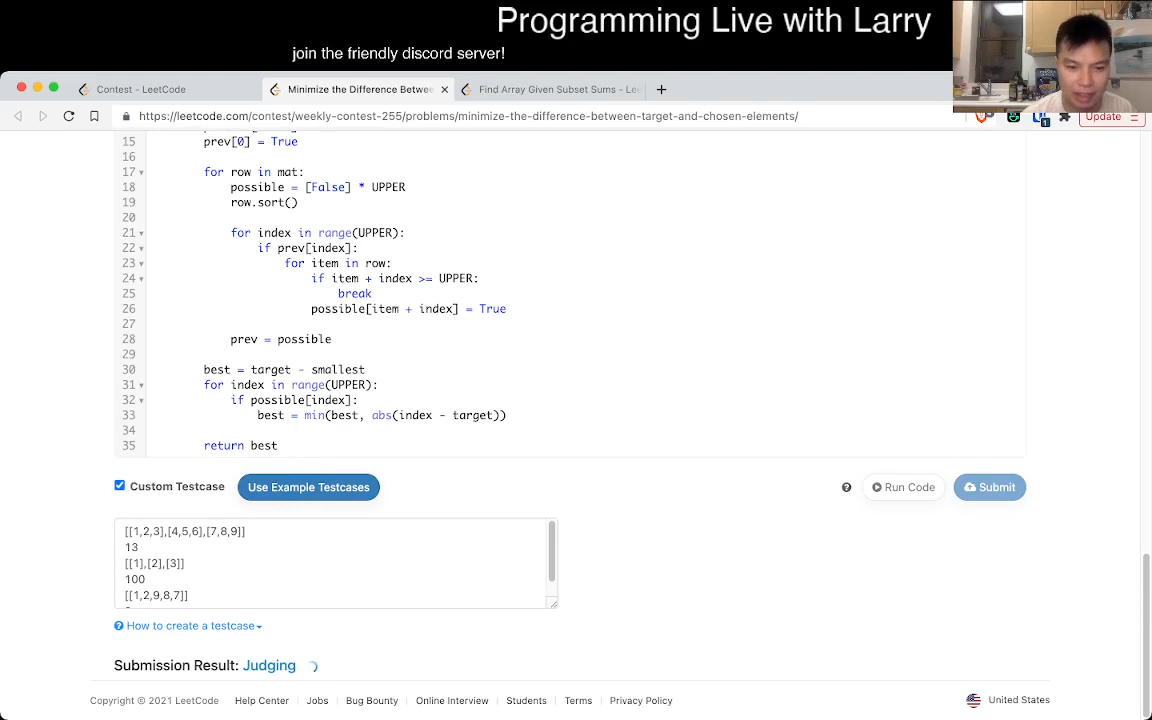 Programming Live with Larry
join the friendly discord server!
Contest - LeetCode
Minimize the Difference Betwee
Find Array Given Subset Sums - Le
https://leetcode.com/contest/weekly-contest-255/problems/minimize-the-difference-between-target-and-chosen-elements/
1
Update
15 prev[0] = True
16
17 for row in mat:
18 possible = [False] * UPPER
19 row.sort()
20
21 for index in range(UPPER):
22 if prev[index]:
23 for item in row:
24 if item + index >= UPPER:
25 break
26 possible[item + index] = True
27
28 prev = possible
29
30 best = target - smallest
31 for index in range(UPPER):
32 if possible[index]:
33 best = min(best, abs(index - target))
34
35 return best
Custom Testcase
Use Example Testcases
Run Code
Submit
[[1,2,3],[4,5,6],[7,8,9]]
13
[[1],[2],[3]]
100
[[1,2,9,8,7]]
How to create a testcase
Submission Result: Judging
Copyright © 2021 LeetCode
Help Center
Jobs
Bug Bounty
Online Interview
Students
Terms
Privacy Policy
United States